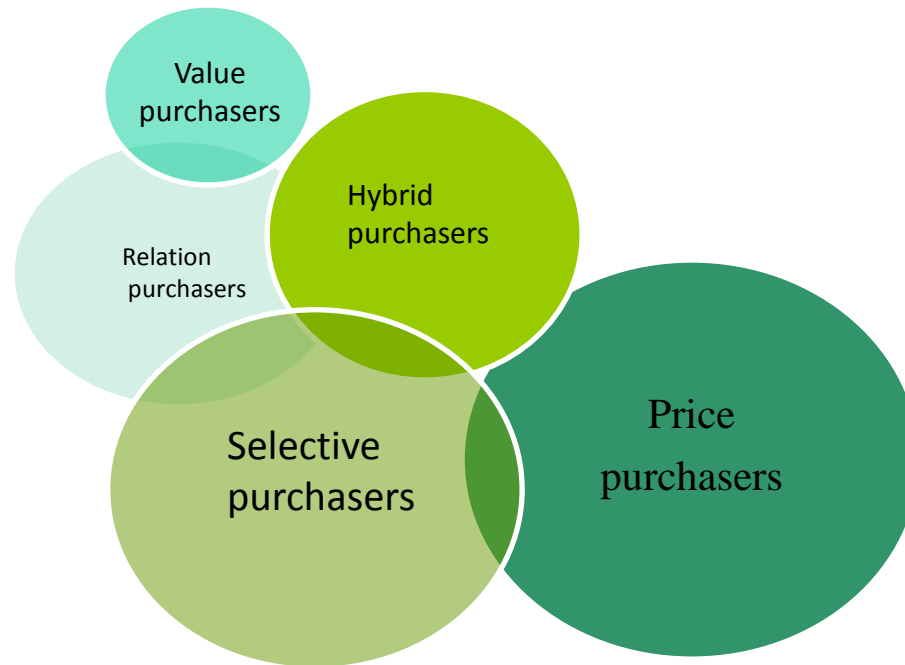 Value
purchasers
Hybrid
purchasers
Relation
purchasers
Price
purchasers
Selective
purchasers